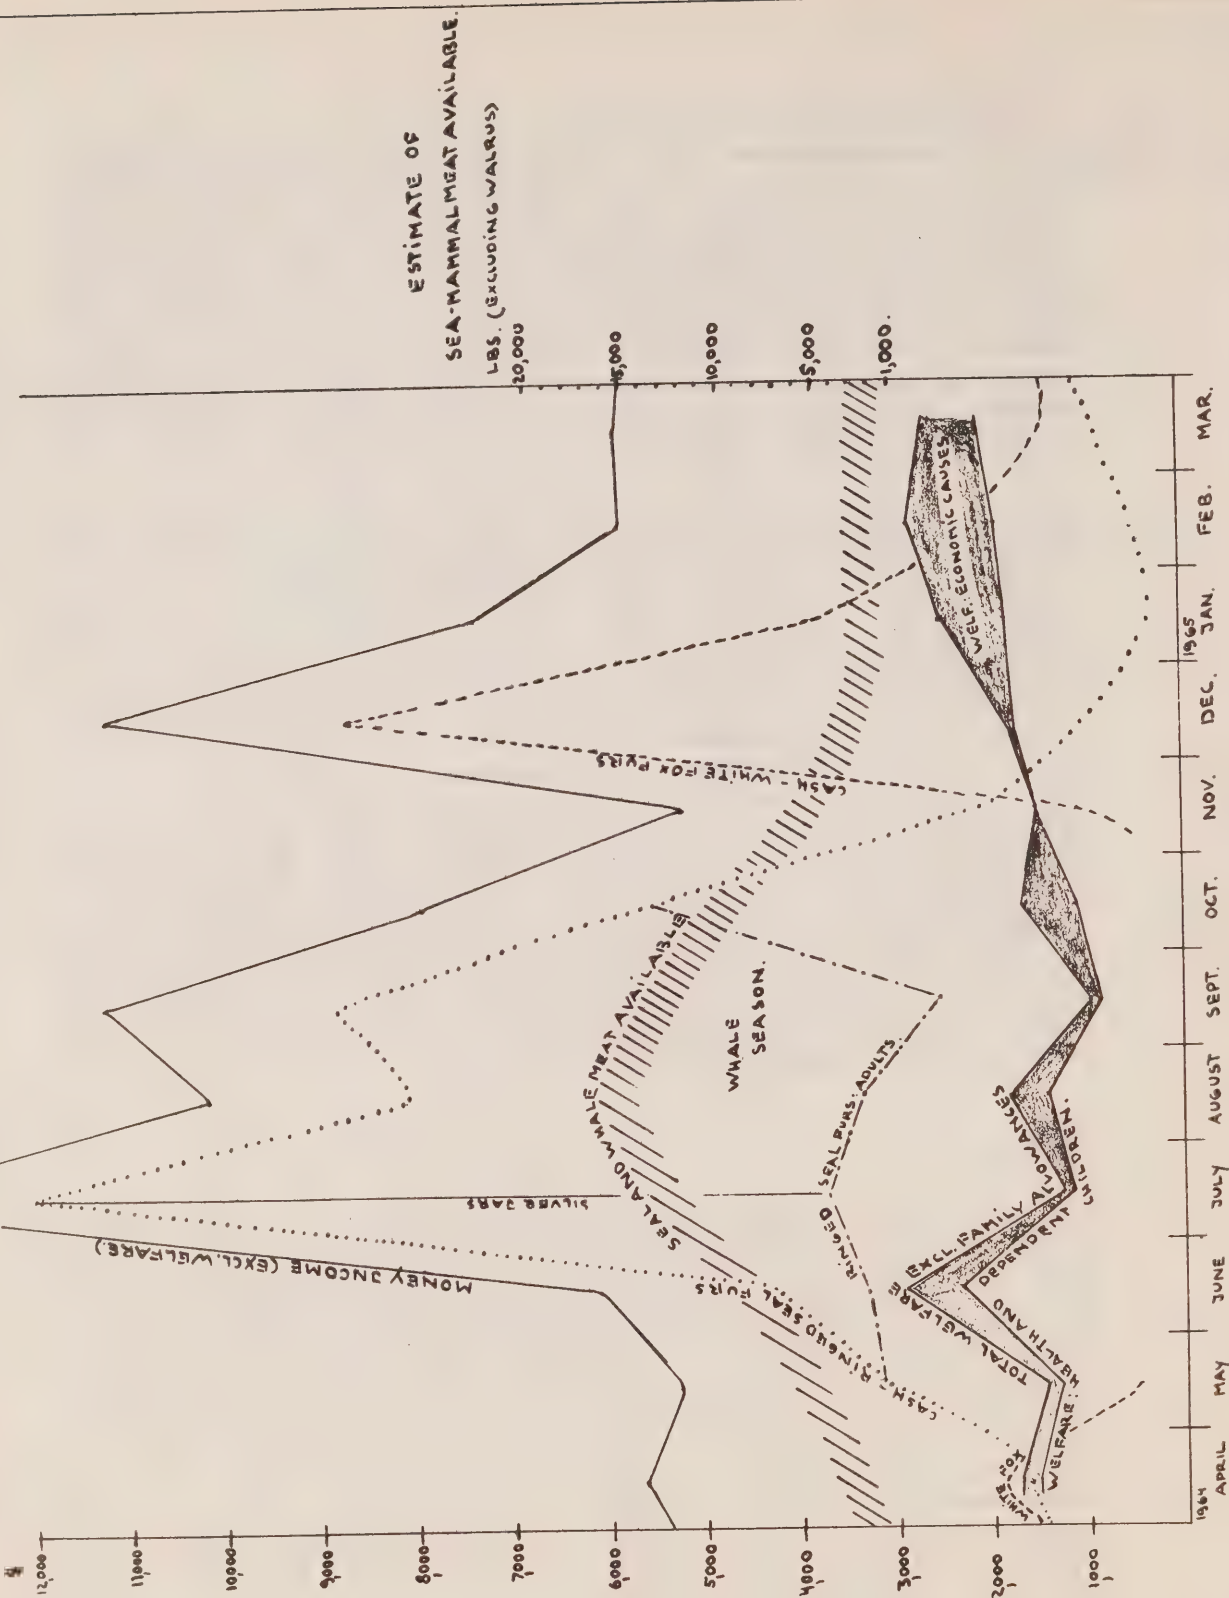 ESTIMATE OF
SEA-MAMMAL MEAT AVAILABLE.
LBS. (EXCLUDING WALRUS)
20,000
15,000
10,000
5,000
1,000.
$
12,000
11,000
10,000
9,000
8,000
7,000
6,000
5,000
4,000
3,000
2,000
1,000
MONEY INCOME (EXCL. WELFARE.)
SILVER JARS
CASH - RINGED SEAL FURS
CASH - WHITE FOX FURS
SEAL AND WHALE MEAT AVAILABLE
WHALE
SEASON.
RINGED SEAL FURS: ADULTS.
TOTAL WELFARE EXCL. FAMILY ALLOWANCES
WELFARE: HEALTH AND DEPENDENT CHILDREN.
WELF. ECONOMIC CAUSES
WHITE FOX
1964
APRIL
MAY
JUNE
JULY
AUGUST
SEPT.
OCT.
NOV.
DEC.
1965
JAN.
FEB.
MAR.